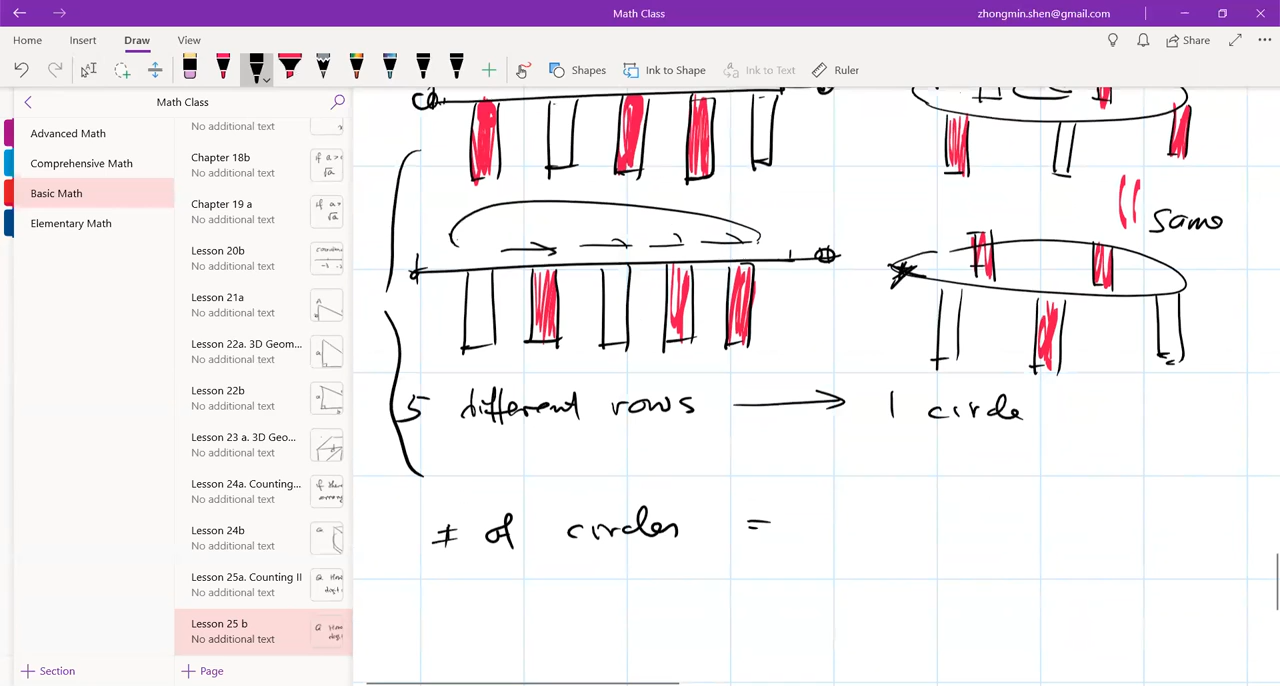 Math Class
zhongmin.shen@gmail.com
Home Insert Draw View
Share
Shapes
Ink to Shape
Ink to Text
Ruler
Math Class
Advanced Math
Comprehensive Math
Basic Math
Elementary Math
No additional text
Chapter 18b
No additional text
Chapter 19 a
No additional text
Lesson 20b
No additional text
Lesson 21a
No additional text
Lesson 22a. 3D Geom...
No additional text
Lesson 22b
No additional text
Lesson 23 a. 3D Geo...
No additional text
Lesson 24a. Counting...
No additional text
Lesson 24b
No additional text
Lesson 25a. Counting II
No additional text
Lesson 25 b
No additional text
Section
Page
same
5 different rows → 1 circle
# of circles =